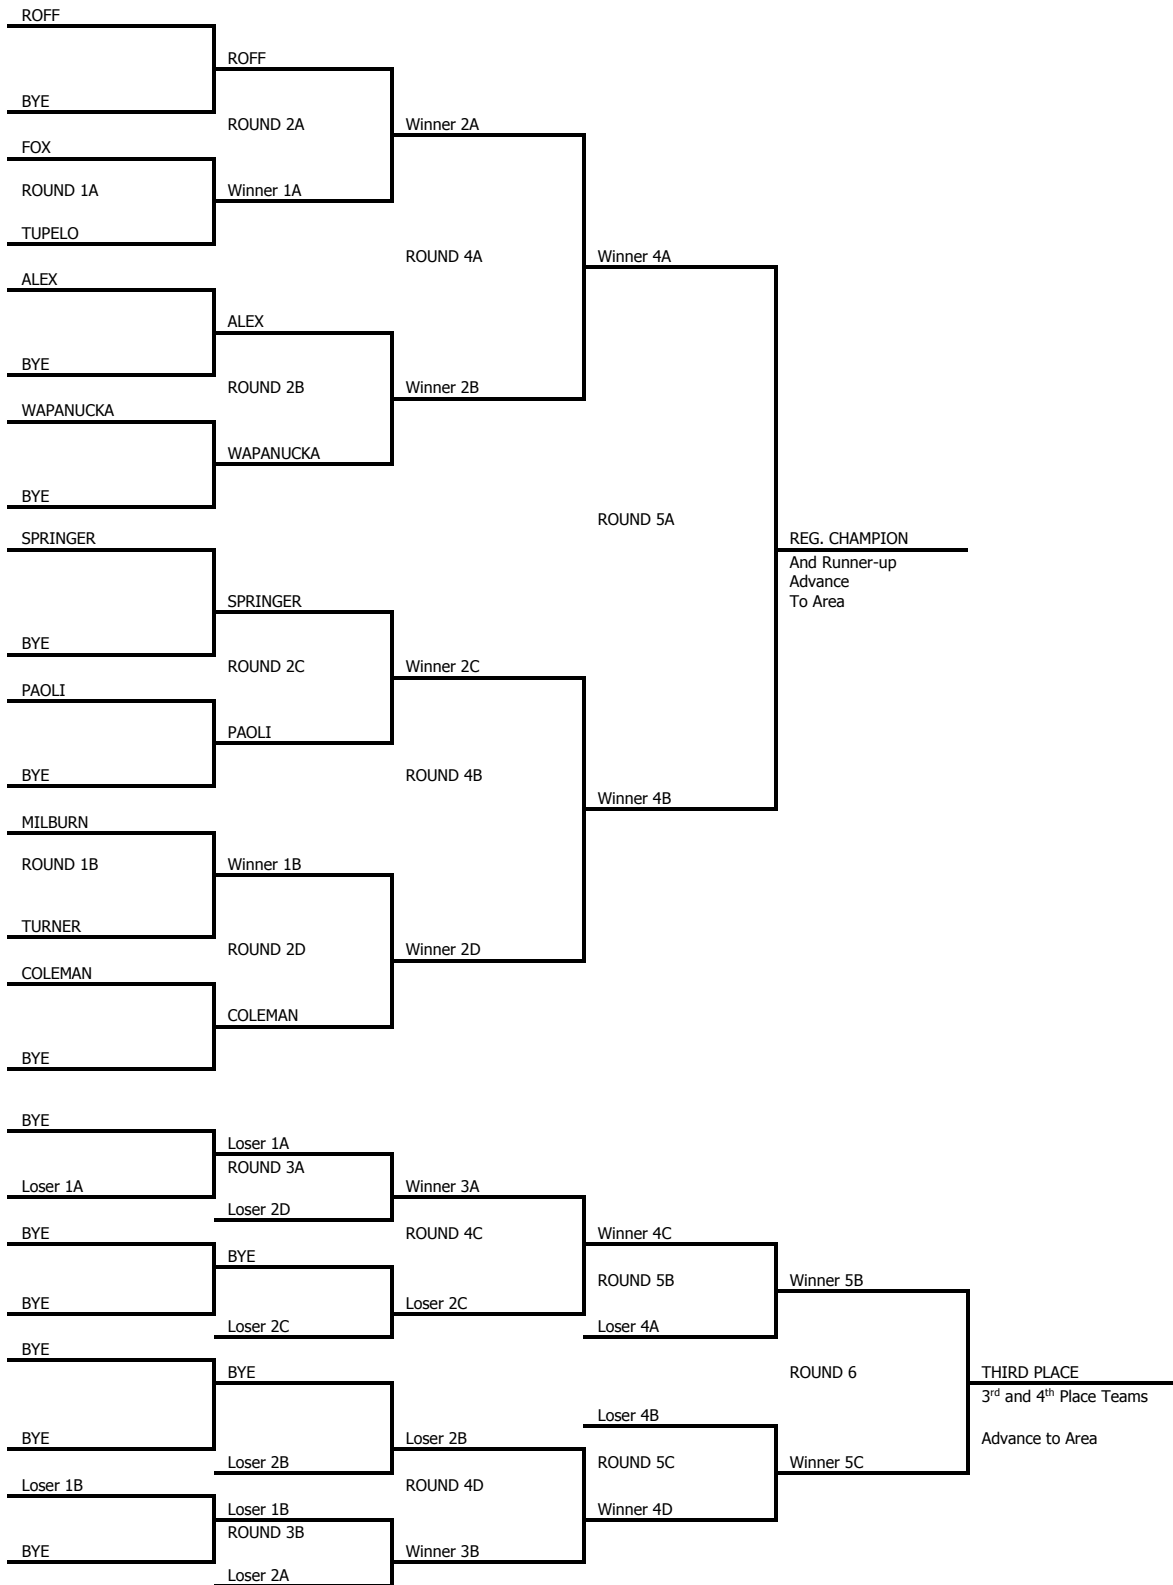 ROFF
ROFF
BYE
ROUND 2A
Winner 2A
FOX
ROUND 1A
Winner 1A
TUPELO
ROUND 4A
Winner 4A
ALEX
ALEX
BYE
ROUND 2B
Winner 2B
WAPANUCKA
WAPANUCKA
BYE
ROUND 5A
SPRINGER
REG. CHAMPION
And Runner-up
Advance
To Area
SPRINGER
BYE
ROUND 2C
Winner 2C
PAOLI
PAOLI
BYE
ROUND 4B
Winner 4B
MILBURN
ROUND 1B
Winner 1B
TURNER
ROUND 2D
Winner 2D
COLEMAN
COLEMAN
BYE
BYE
Loser 1A
ROUND 3A
Loser 1A
Winner 3A
Loser 2D
BYE
ROUND 4C
Winner 4C
BYE
ROUND 5B
Winner 5B
BYE
Loser 2C
Loser 2C
Loser 4A
BYE
BYE
ROUND 6
THIRD PLACE
3rd and 4th Place Teams
Loser 4B
BYE
Loser 2B
Advance to Area
Loser 2B
ROUND 5C
Winner 5C
Loser 1B
ROUND 4D
Loser 1B
Winner 4D
ROUND 3B
BYE
Winner 3B
Loser 2A